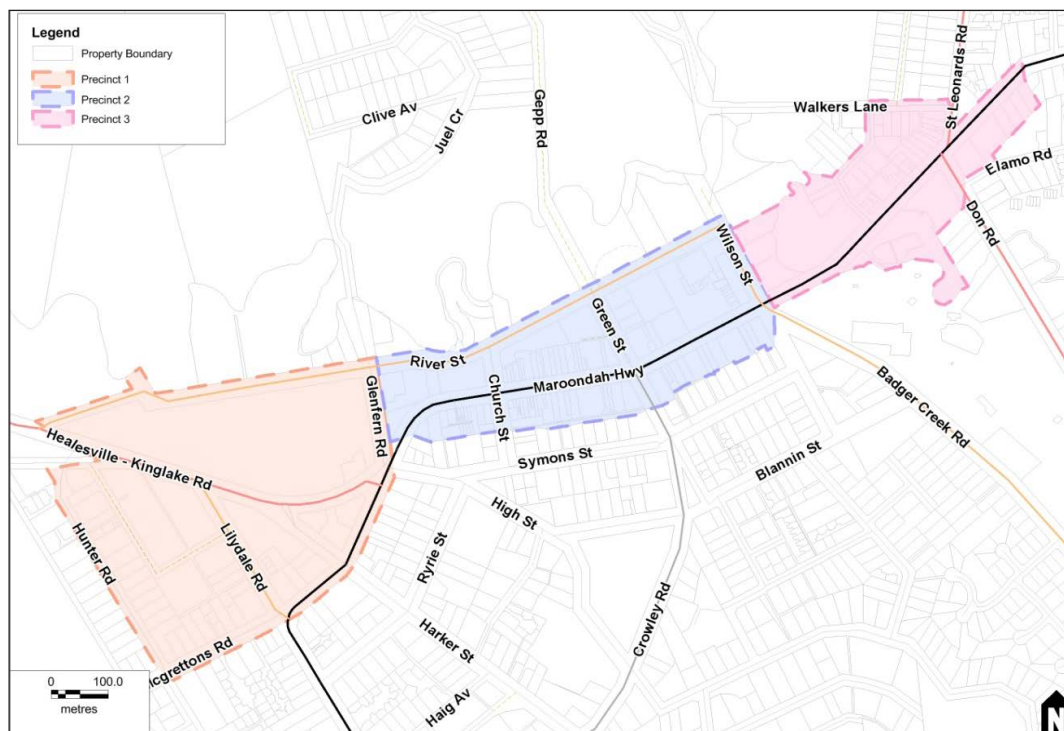 Legend
Property Boundary
Precinct 1
Precinct 2
Precinct 3
Clive Av
Juel Cr
Gepp Rd
Walkers Lane
St Leonards Rd
Elamo Rd
Don Rd
Wilson St
Green St
River St
Glenfern Rd
Church St
Maroondah Hwy
Badger Creek Rd
Healesville - Kinglake Rd
Symons St
Blannin St
High St
Hunter Rd
Lilydale Rd
Ryrie St
Crowley Rd
Harker St
cgrettons Rd
Haig Av
0 100.0
metres
N